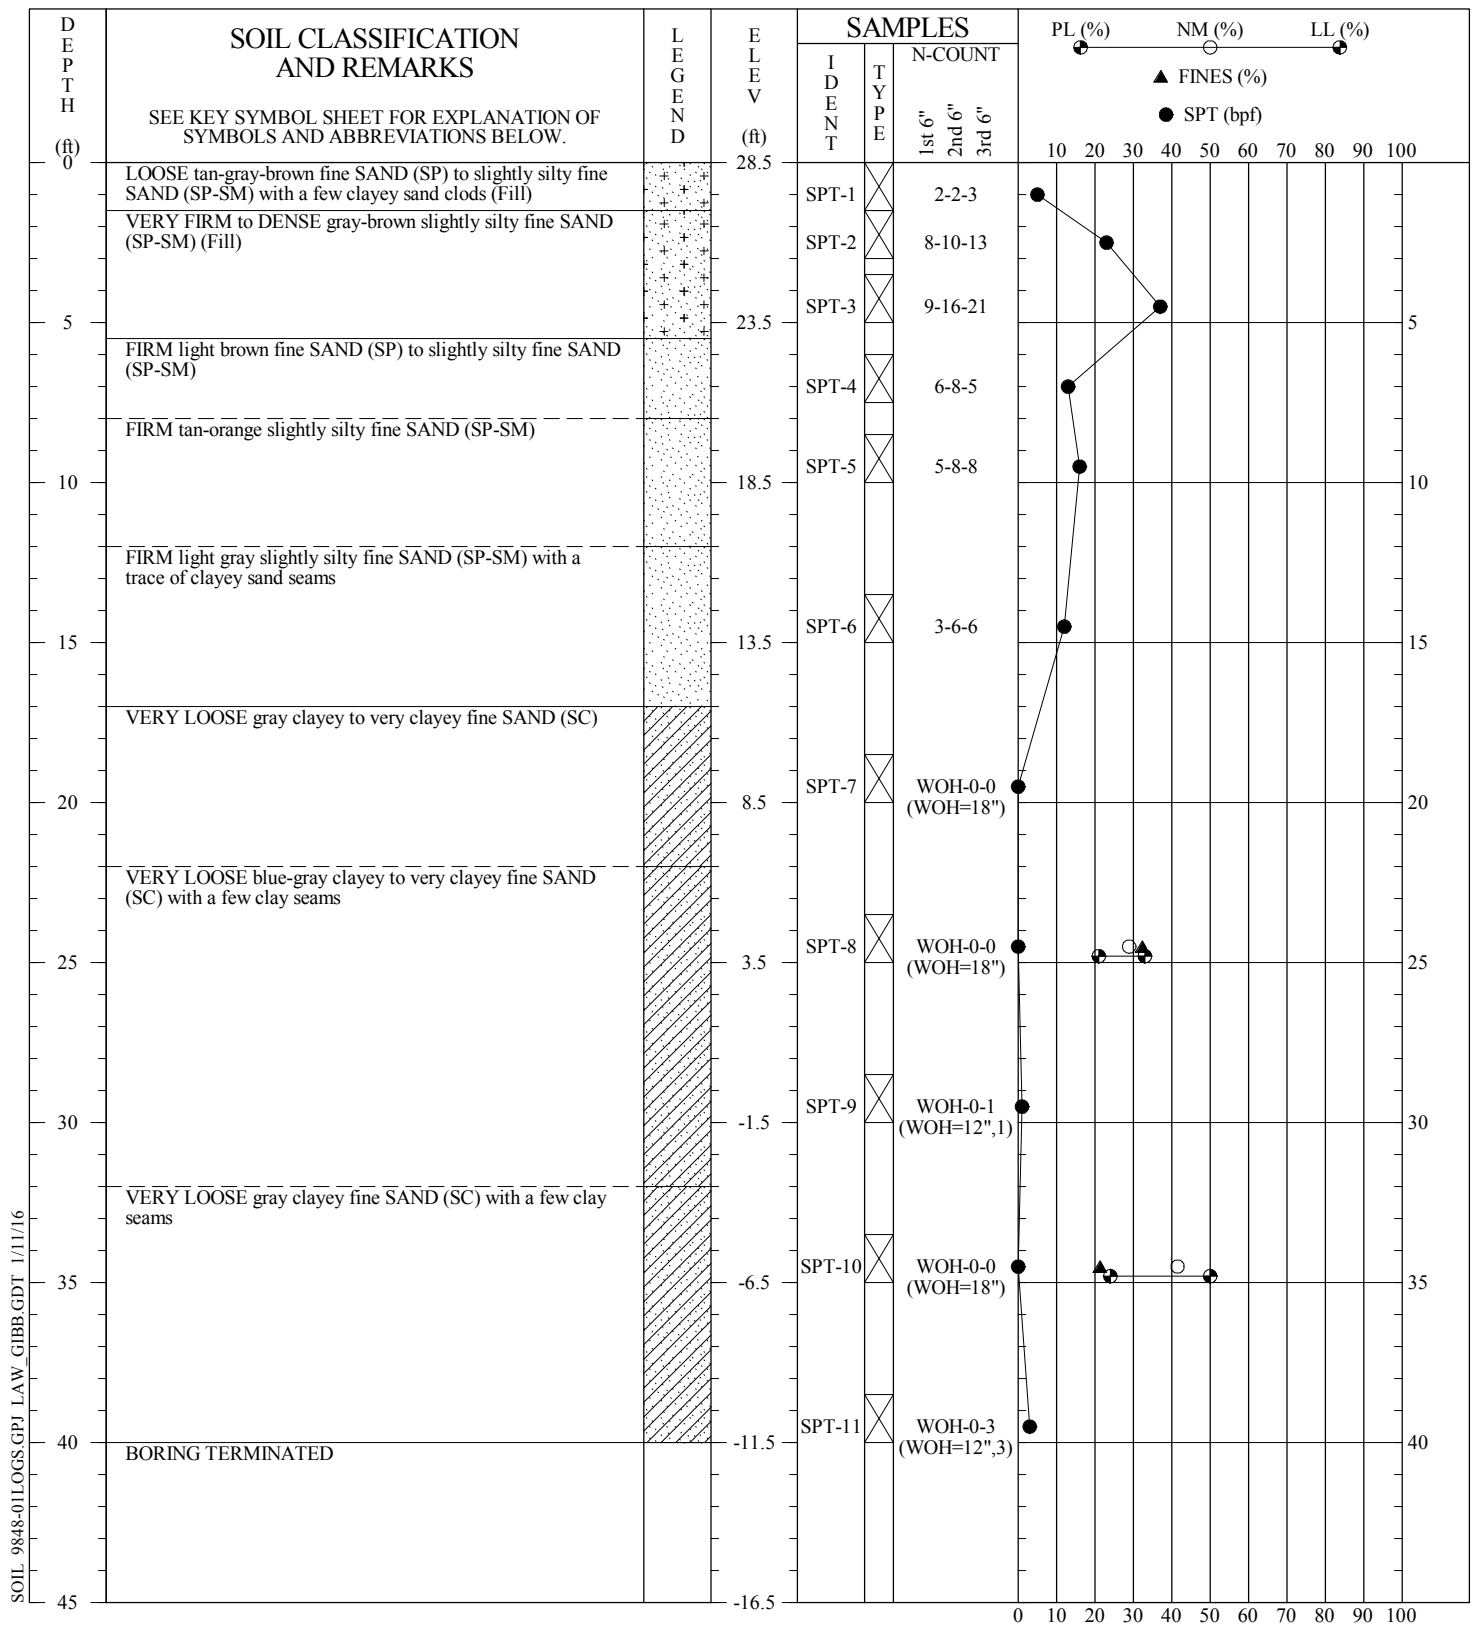 DEPTH (ft)
SOIL CLASSIFICATION
AND REMARKS
SEE KEY SYMBOL SHEET FOR EXPLANATION OF
SYMBOLS AND ABBREVIATIONS BELOW.
LEGEND
ELEV (ft)
SAMPLES
IDENT
TYPE
N-COUNT
1st 6"
2nd 6"
3rd 6"
PL (%) NM (%) LL (%)
FINES (%)
SPT (bpf)
10 20 30 40 50 60 70 80 90 100
0 28.5
LOOSE tan-gray-brown fine SAND (SP) to slightly silty fine
SAND (SP-SM) with a few clayey sand clods (Fill)
SPT-1 2-2-3
VERY FIRM to DENSE gray-brown slightly silty fine SAND
(SP-SM) (Fill)
SPT-2 8-10-13
SPT-3 9-16-21
5 23.5 5
FIRM light brown fine SAND (SP) to slightly silty fine SAND
(SP-SM)
SPT-4 6-8-5
FIRM tan-orange slightly silty fine SAND (SP-SM)
SPT-5 5-8-8
10 18.5 10
FIRM light gray slightly silty fine SAND (SP-SM) with a
trace of clayey sand seams
SPT-6 3-6-6
15 13.5 15
VERY LOOSE gray clayey to very clayey fine SAND (SC)
SPT-7 WOH-0-0
(WOH=18")
20 8.5 20
VERY LOOSE blue-gray clayey to very clayey fine SAND
(SC) with a few clay seams
SPT-8 WOH-0-0
(WOH=18")
25 3.5 25
SPT-9 WOH-0-1
(WOH=12",1)
30 -1.5 30
VERY LOOSE gray clayey fine SAND (SC) with a few clay
seams
SPT-10 WOH-0-0
(WOH=18")
35 -6.5 35
SPT-11 WOH-0-3
(WOH=12",3)
40 -11.5 40
BORING TERMINATED
45 -16.5
0 10 20 30 40 50 60 70 80 90 100
SOIL 9848-01LOGS.GPJ LAW_GIBB.GDT 1/11/16